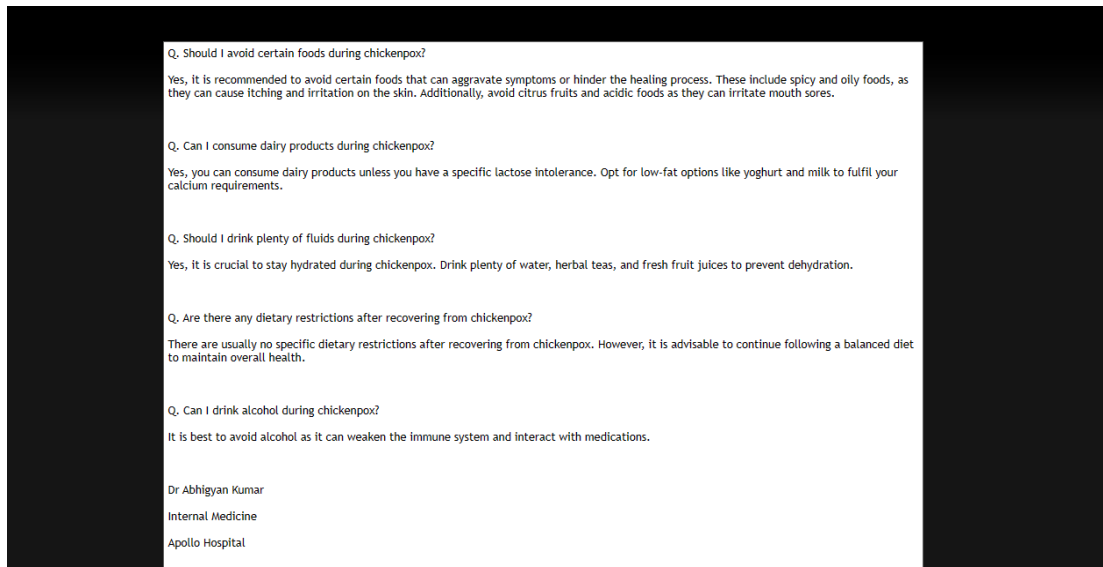 Q. Should I avoid certain foods during chickenpox?
Yes, it is recommended to avoid certain foods that can aggravate symptoms or hinder the healing process. These include spicy and oily foods, as
they can cause itching and irritation on the skin. Additionally, avoid citrus fruits and acidic foods as they can irritate mouth sores.
Q. Can I consume dairy products during chickenpox?
Yes, you can consume dairy products unless you have a specific lactose intolerance. Opt for low-fat options like yoghurt and milk to fulfil your
calcium requirements.
Q. Should I drink plenty of fluids during chickenpox?
Yes, it is crucial to stay hydrated during chickenpox. Drink plenty of water, herbal teas, and fresh fruit juices to prevent dehydration.
Q. Are there any dietary restrictions after recovering from chickenpox?
There are usually no specific dietary restrictions after recovering from chickenpox. However, it is advisable to continue following a balanced diet
to maintain overall health.
Q. Can I drink alcohol during chickenpox?
It is best to avoid alcohol as it can weaken the immune system and interact with medications.
Dr Abhigyan Kumar
Internal Medicine
Apollo Hospital